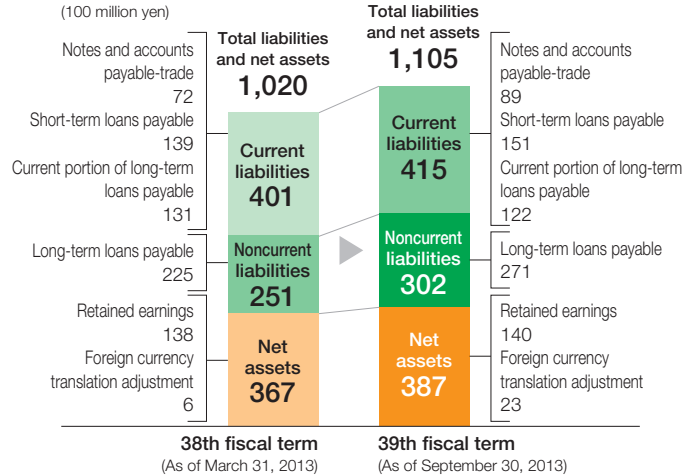 (100 million yen)
Total liabilities
and net assets
1,020
Notes and accounts
payable-trade
72
Short-term loans payable
139
Current portion of long-term
loans payable
131
Long-term loans payable
225
Retained earnings
138
Foreign currency
translation adjustment
6
Current
liabilities
401
Noncurrent
liabilities
251
Net
assets
367
38th fiscal term
(As of March 31, 2013)
Total liabilities
and net assets
1,105
Current
liabilities
415
Noncurrent
liabilities
302
Net
assets
387
39th fiscal term
(As of September 30, 2013)
Notes and accounts
payable-trade
89
Short-term loans payable
151
Current portion of long-term
loans payable
122
Long-term loans payable
271
Retained earnings
140
Foreign currency
translation adjustment
23